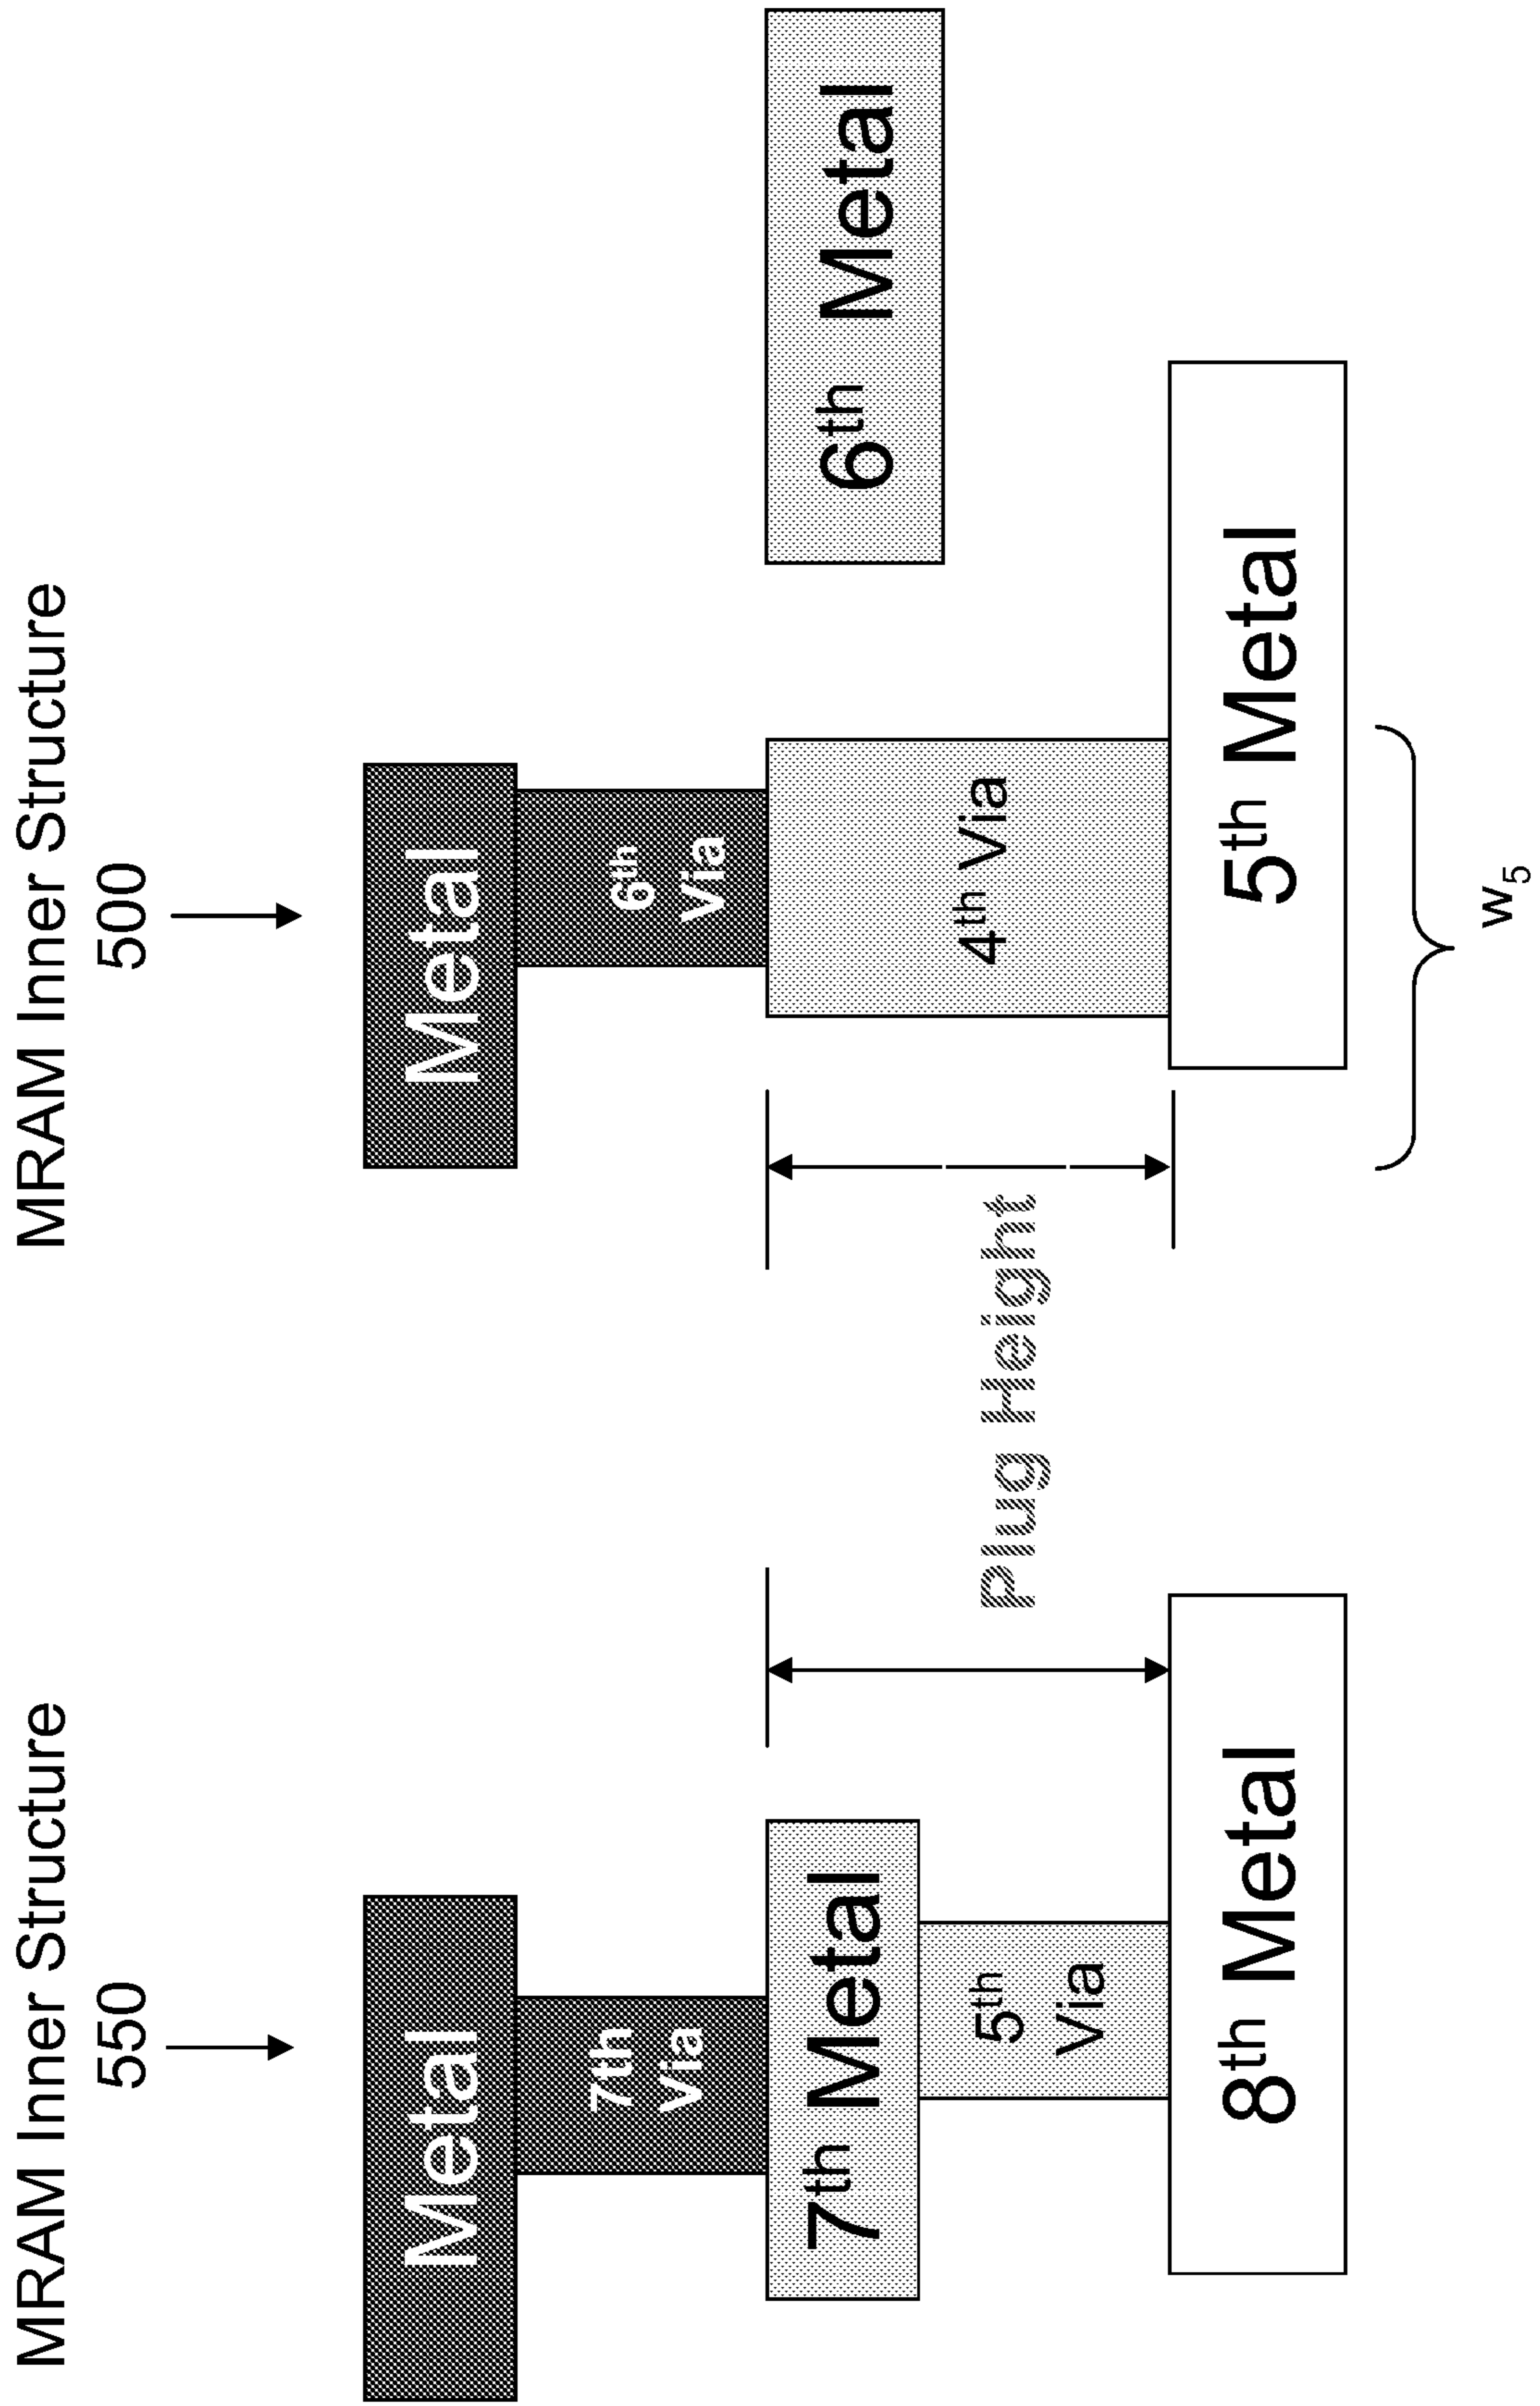 MRAM Inner Structure
550
MRAM Inner Structure
500
Metal
Metal
7th
Via
6th
Via
7th Metal
6th Metal
5th
Via
Plug Height
4th Via
8th Metal
5th Metal
w5